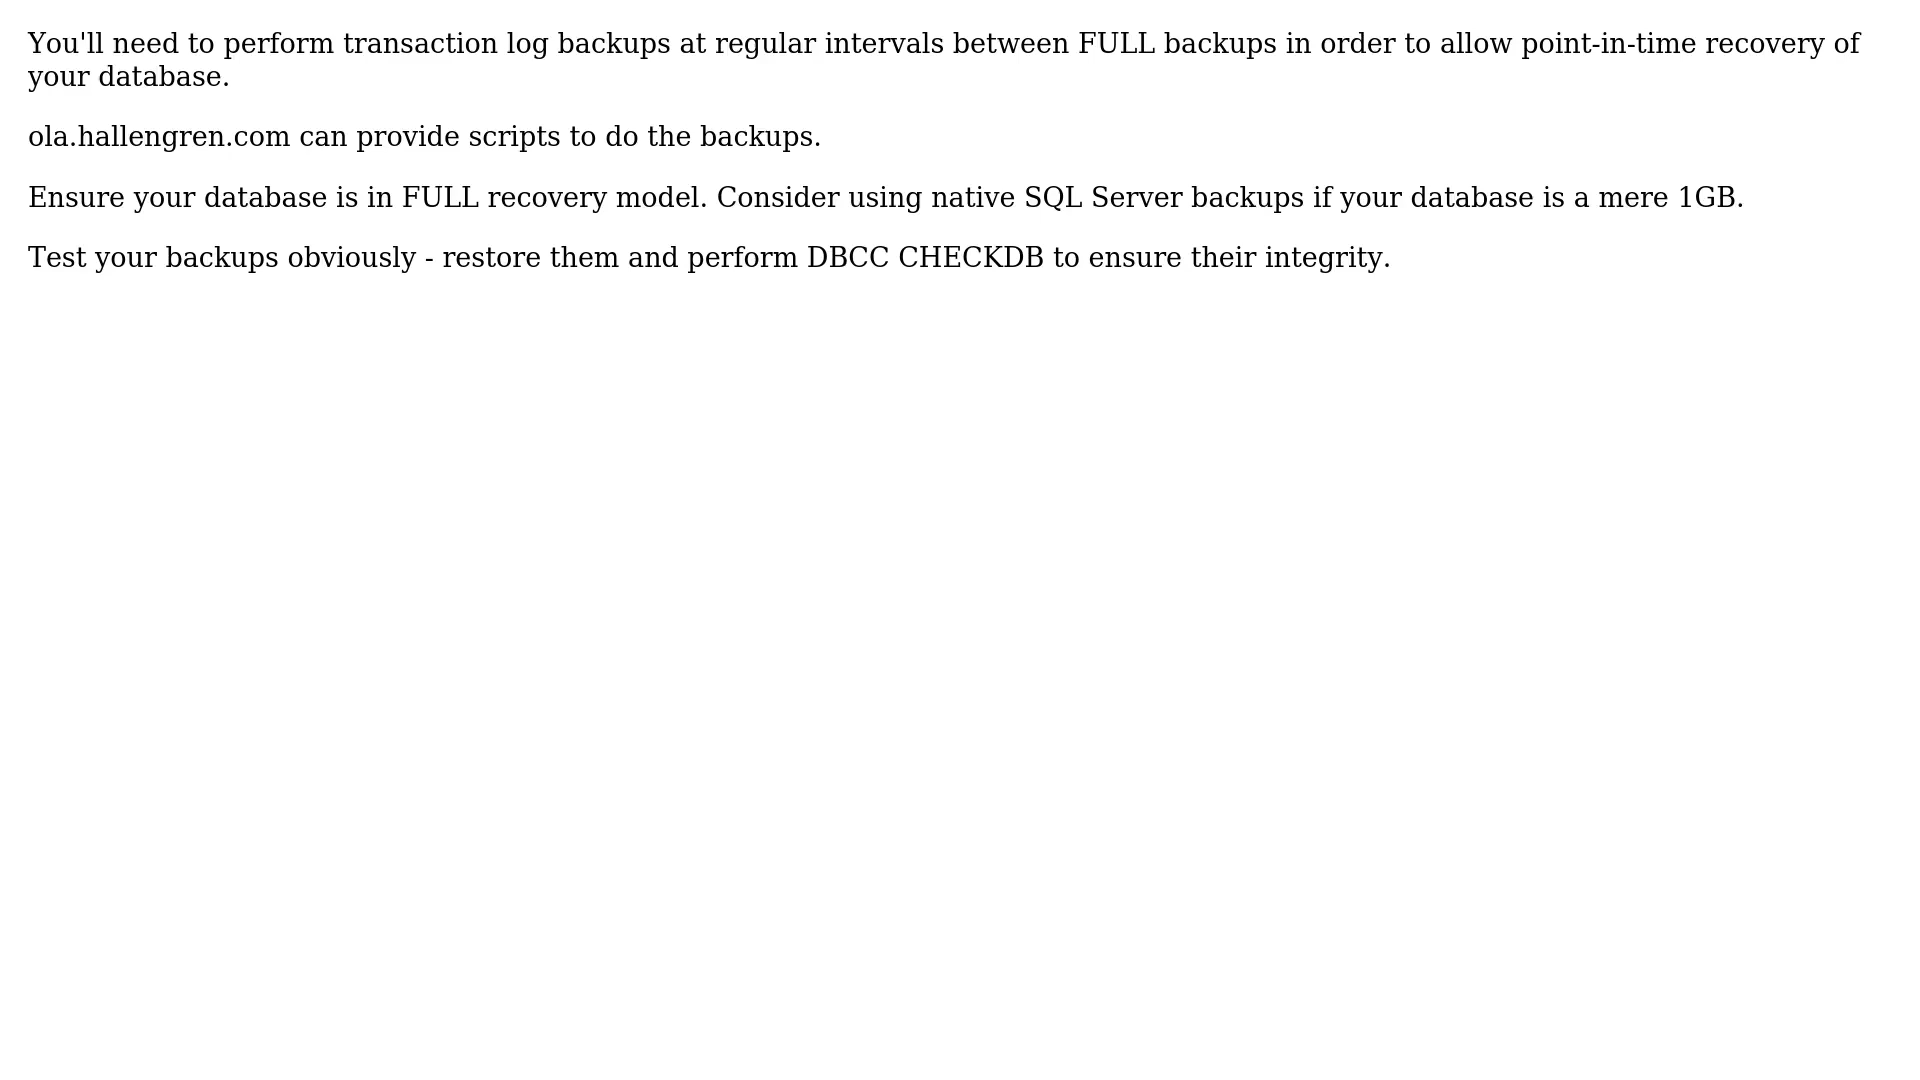 You'll need to perform transaction log backups at regular intervals between FULL backups in order to allow point-in-time recovery of
your database.
ola.hallengren.com can provide scripts to do the backups.
Ensure your database is in FULL recovery model. Consider using native SQL Server backups if your database is a mere 1GB.
Test your backups obviously - restore them and perform DBCC CHECKDB to ensure their integrity.